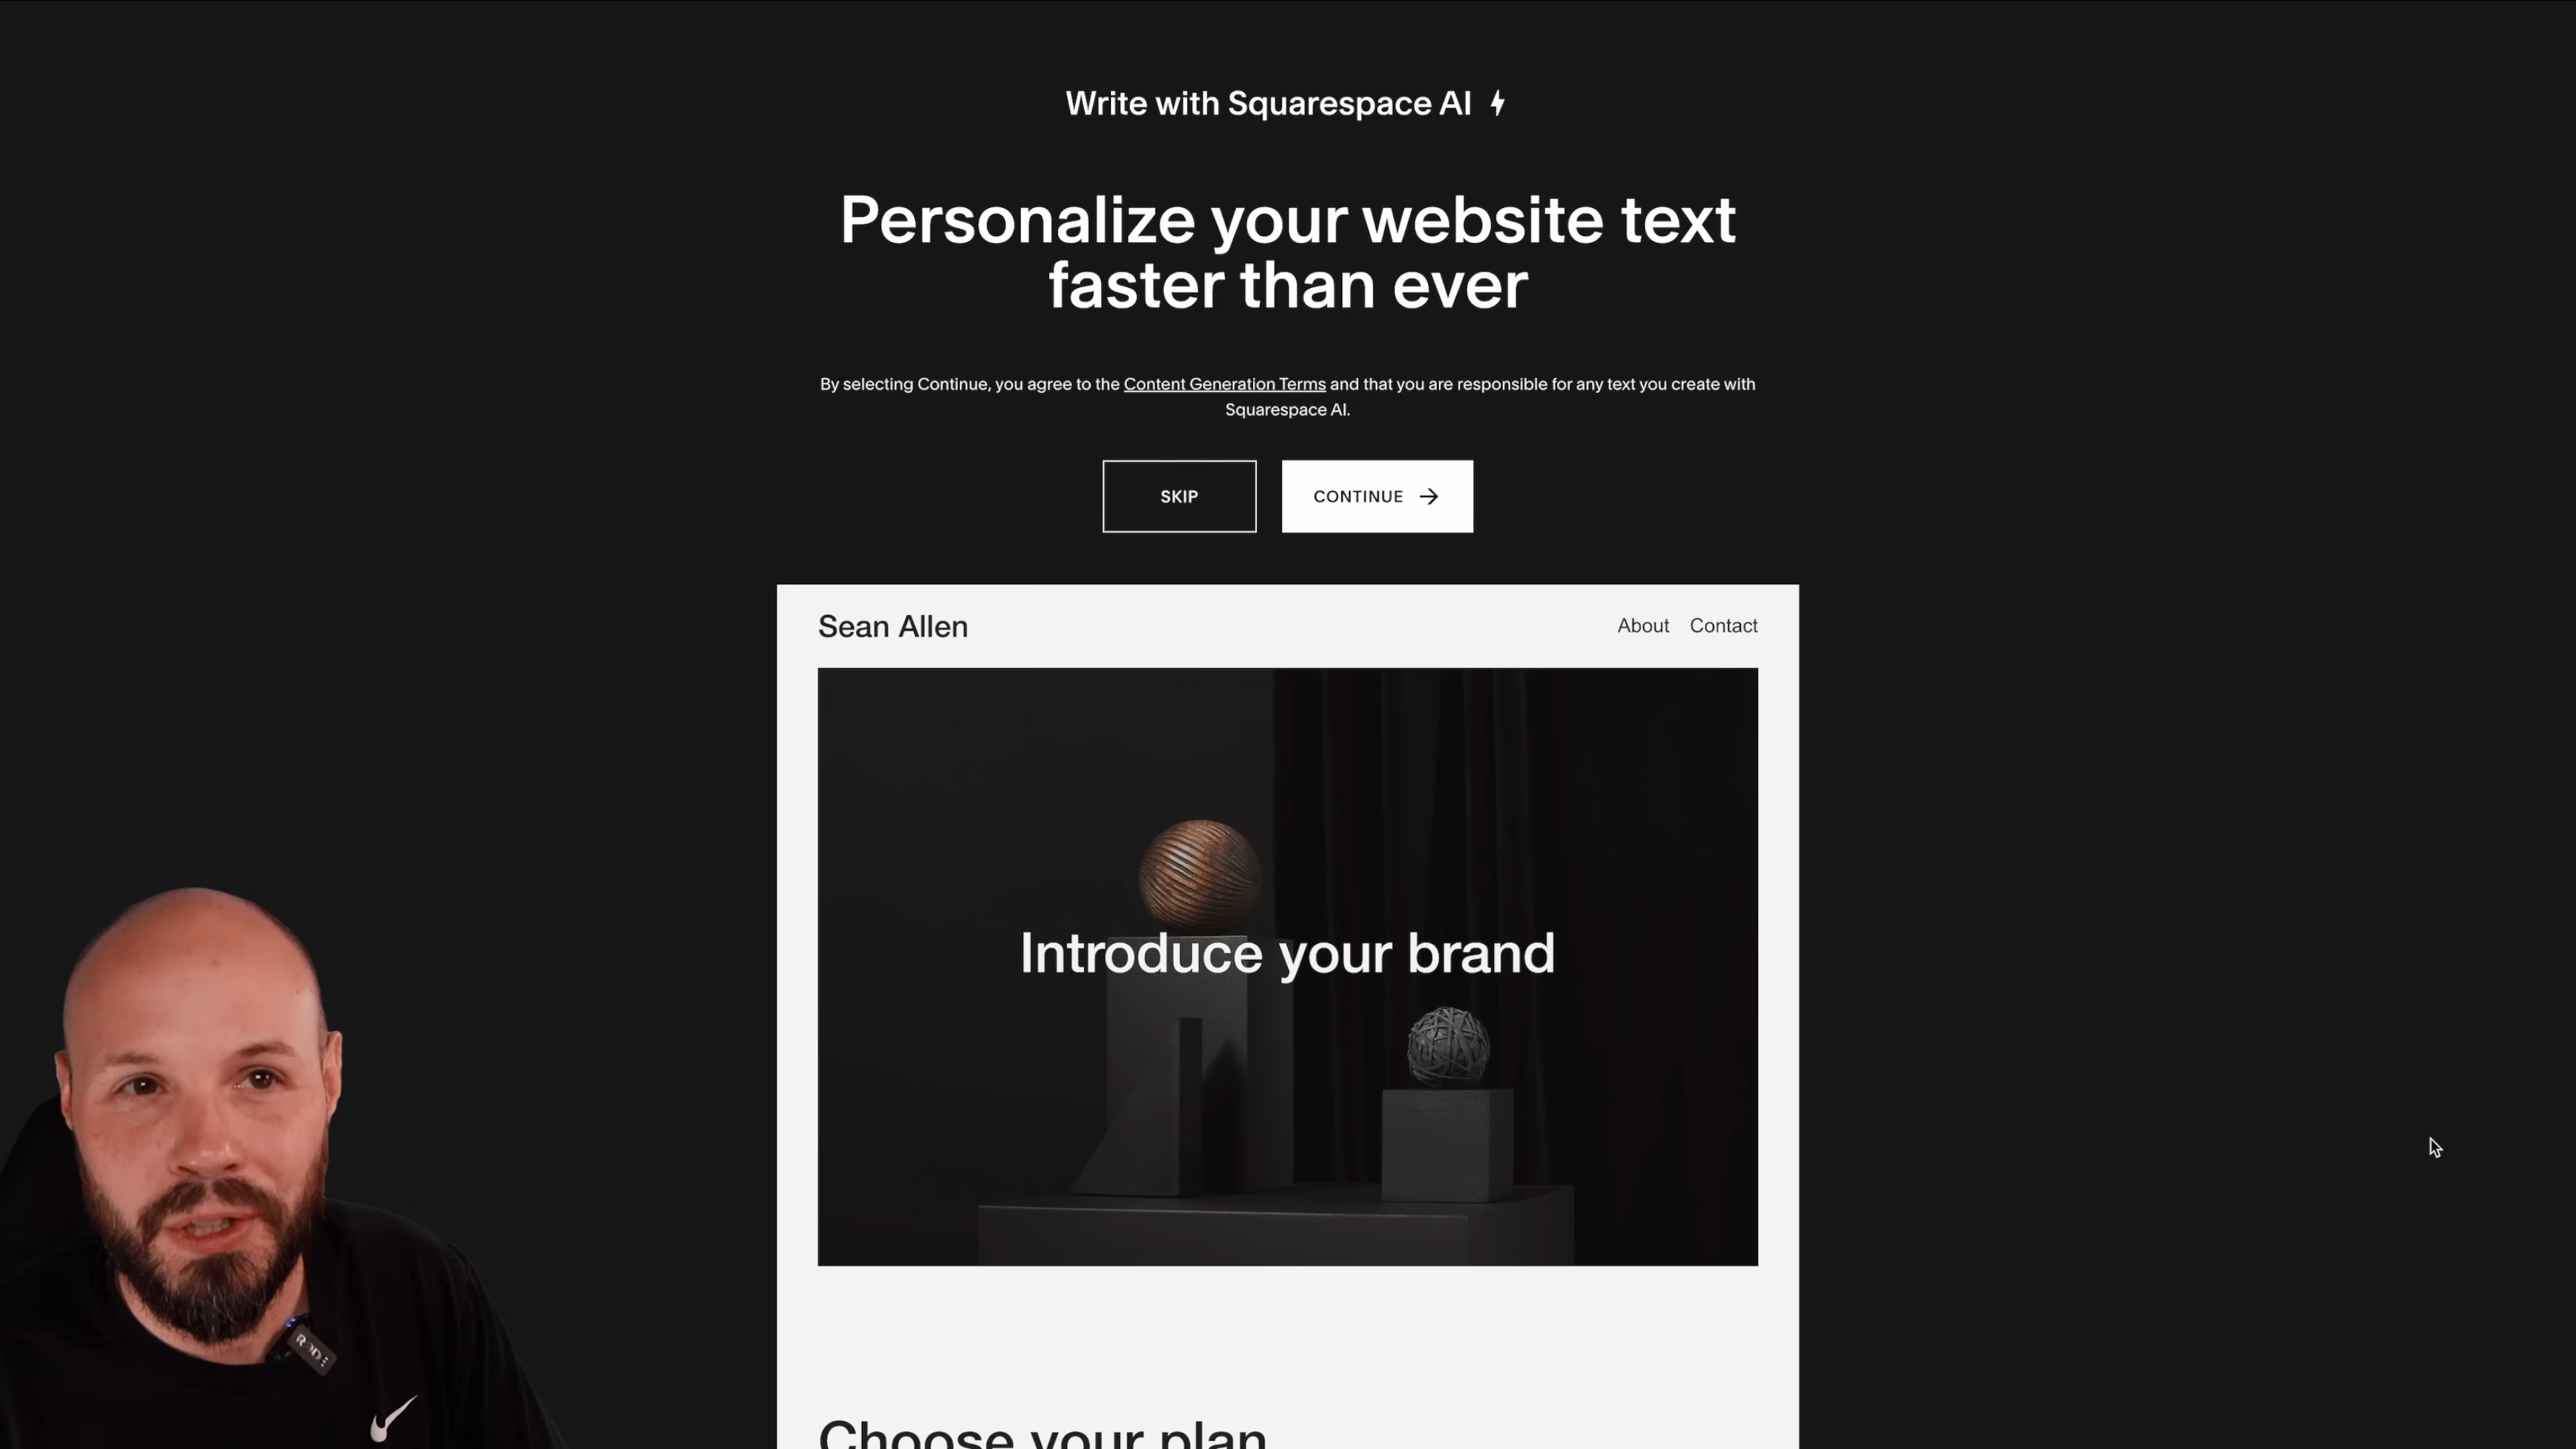 Write with Squarespace AI
Personalize your website text
faster than ever
By selecting Continue, you agree to the Content Generation Terms and that you are responsible for any text you create with
Squarespace AI.
SKIP
CONTINUE →
Sean Allen
About Contact
Introduce your brand
RØDE
Choose your plan